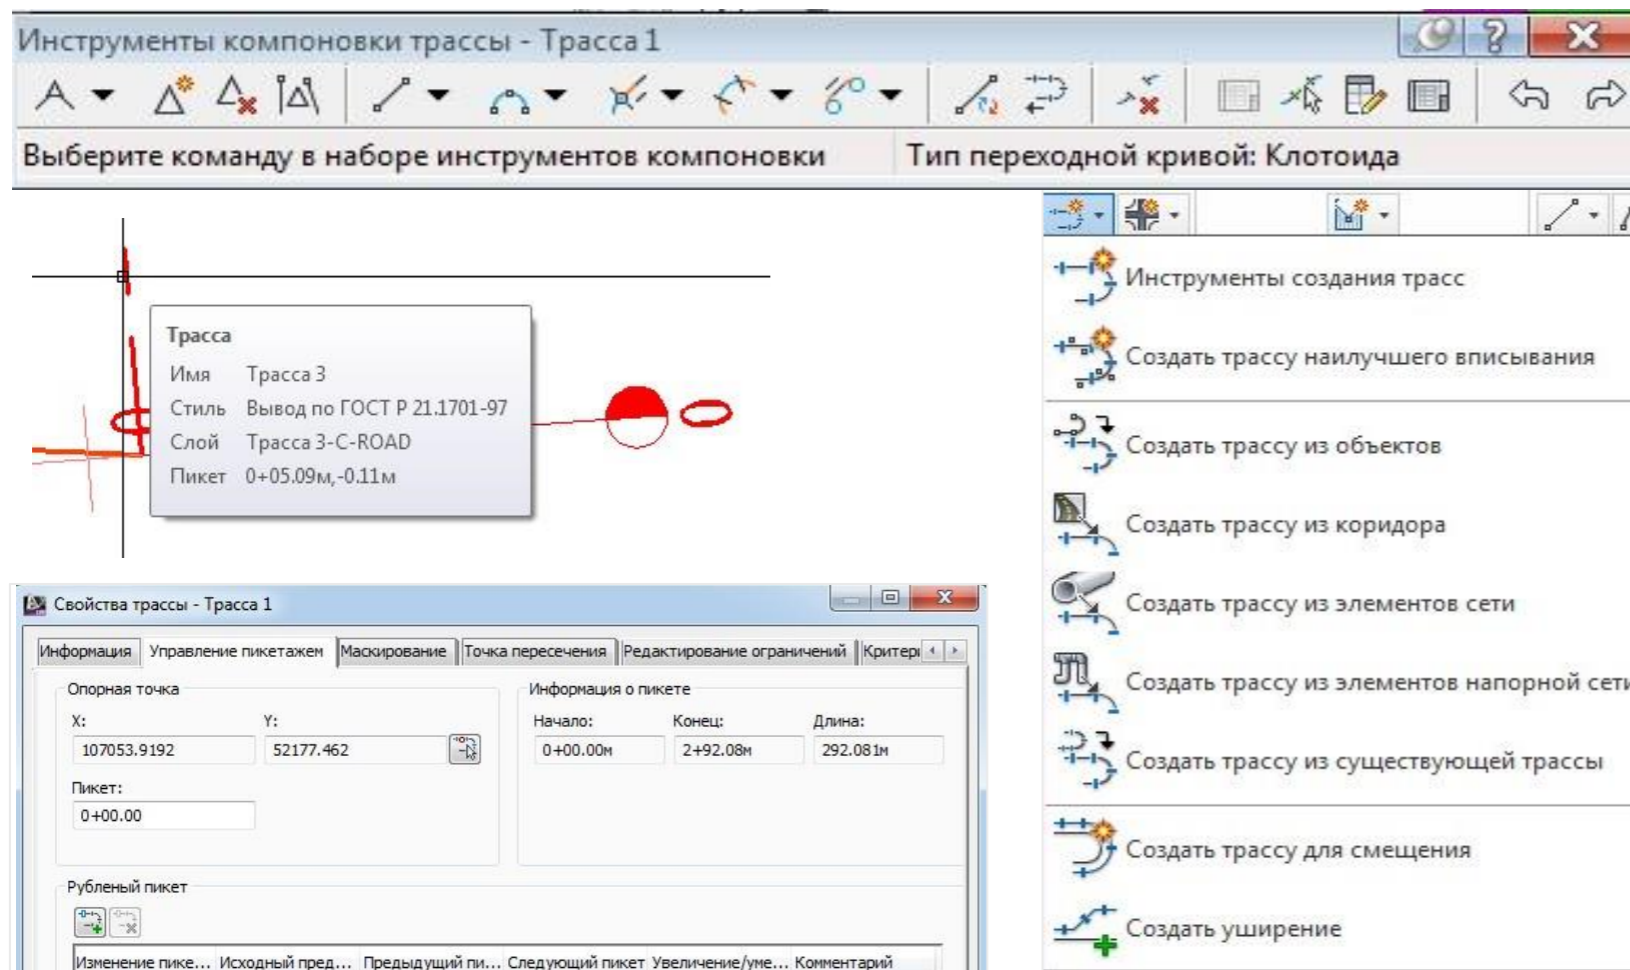 Инструменты компоновки трассы - Трасса 1
Выберите команду в наборе инструментов компоновки Тип переходной кривой: Клотоида
Трасса
Имя Трасса 3
Стиль Вывод по ГОСТ Р 21.1701-97
Слой Трасса 3-C-ROAD
Пикет 0+05.09м,-0.11м
Инструменты создания трасс
Создать трассу наилучшего вписывания
Создать трассу из объектов
Создать трассу из коридора
Создать трассу из элементов сети
Создать трассу из элементов напорной сети
Создать трассу из существующей трассы
Создать трассу для смещения
Создать уширение
Свойства трассы - Трасса 1
Информация Управление пикетажем Маскирование Точка пересечения Редактирование ограничений Критери
Опорная точка Информация о пикете
X: Y: Начало: Конец: Длина:
107053.9192 52177.462 0+00.00м 2+92.08м 292.081м
Пикет:
0+00.00
Рубленый пикет
Изменение пике... Исходный пред... Предыдущий пи... Следующий пикет Увеличение/уме... Комментарий